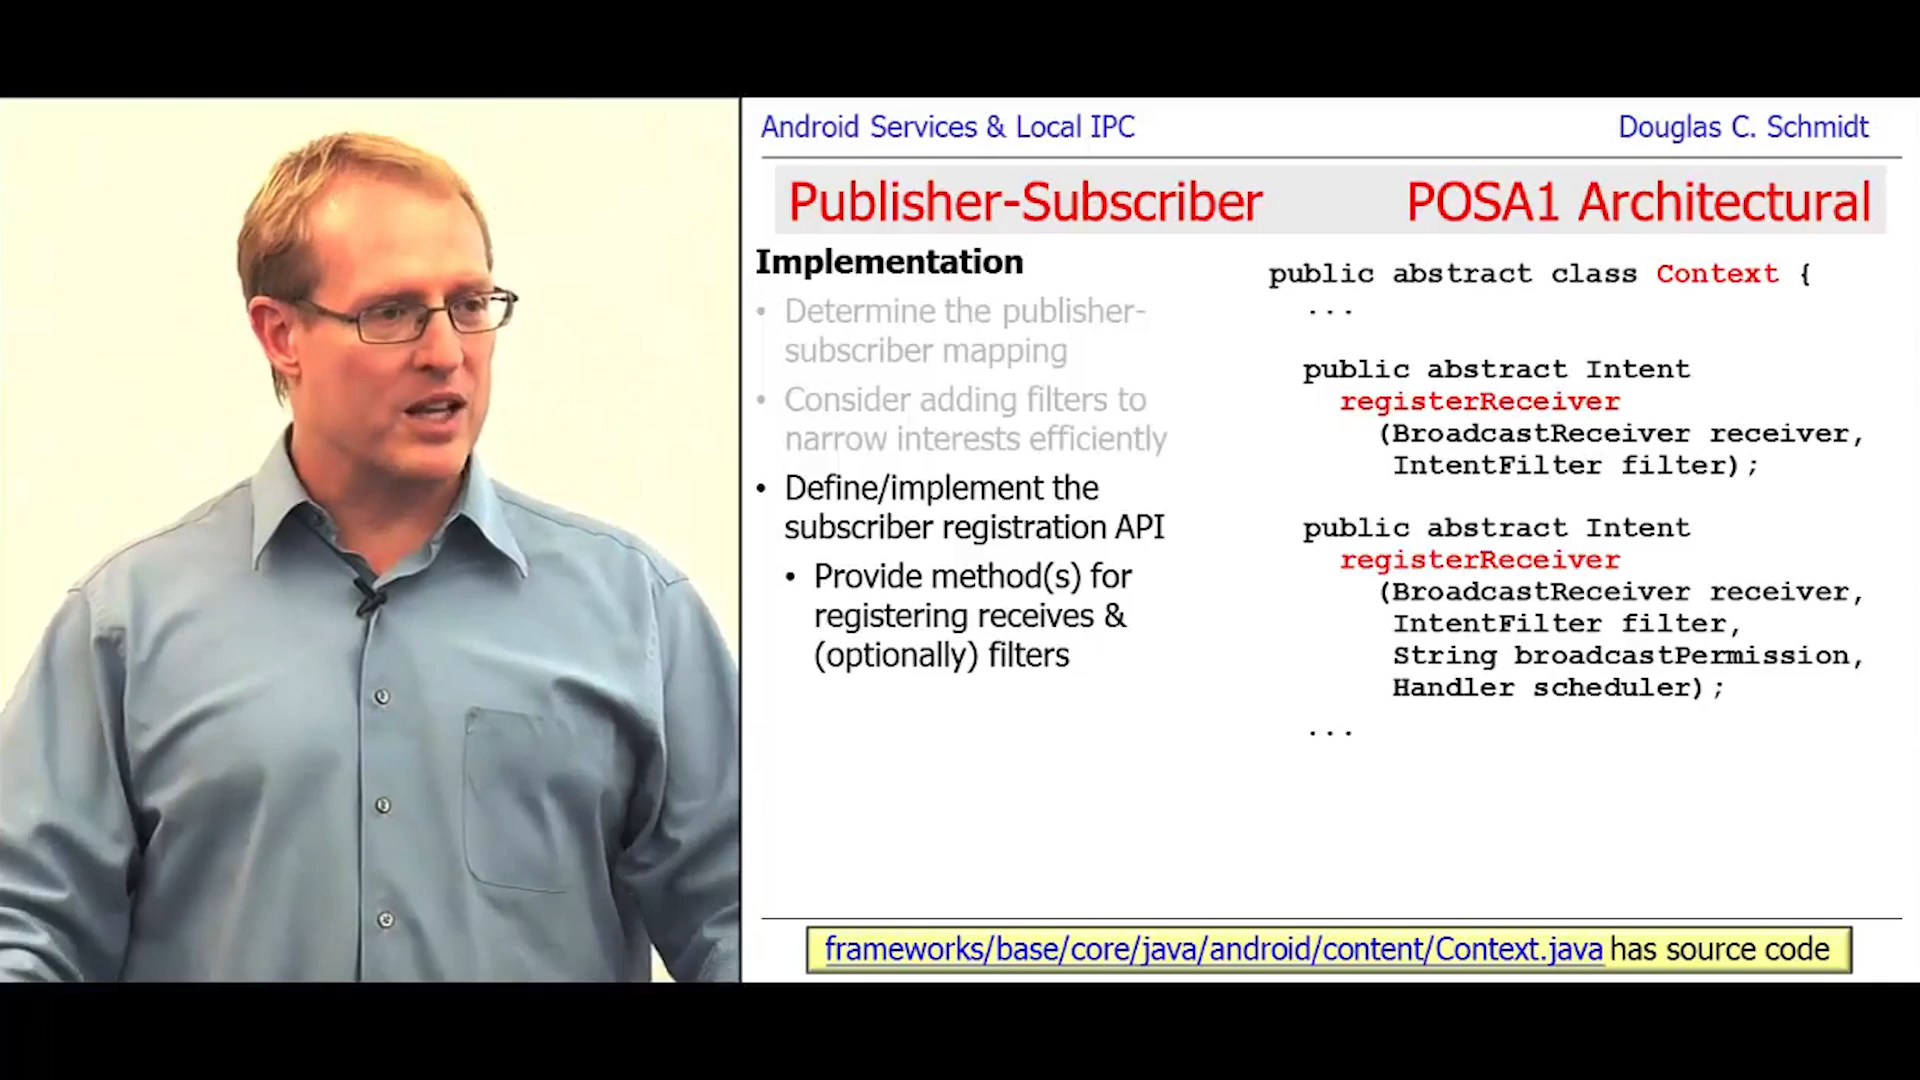 Android Services & Local IPC
Douglas C. Schmidt
Publisher-Subscriber POSA1 Architectural
Implementation
• Determine the publisher-
subscriber mapping
• Consider adding filters to
narrow interests efficiently
• Define/implement the
subscriber registration API
• Provide method(s) for
registering receives &
(optionally) filters
public abstract class Context {
...
public abstract Intent
registerReceiver
(BroadcastReceiver receiver,
IntentFilter filter);
public abstract Intent
registerReceiver
(BroadcastReceiver receiver,
IntentFilter filter,
String broadcastPermission,
Handler scheduler);
...
frameworks/base/core/java/android/content/Context.java has source code